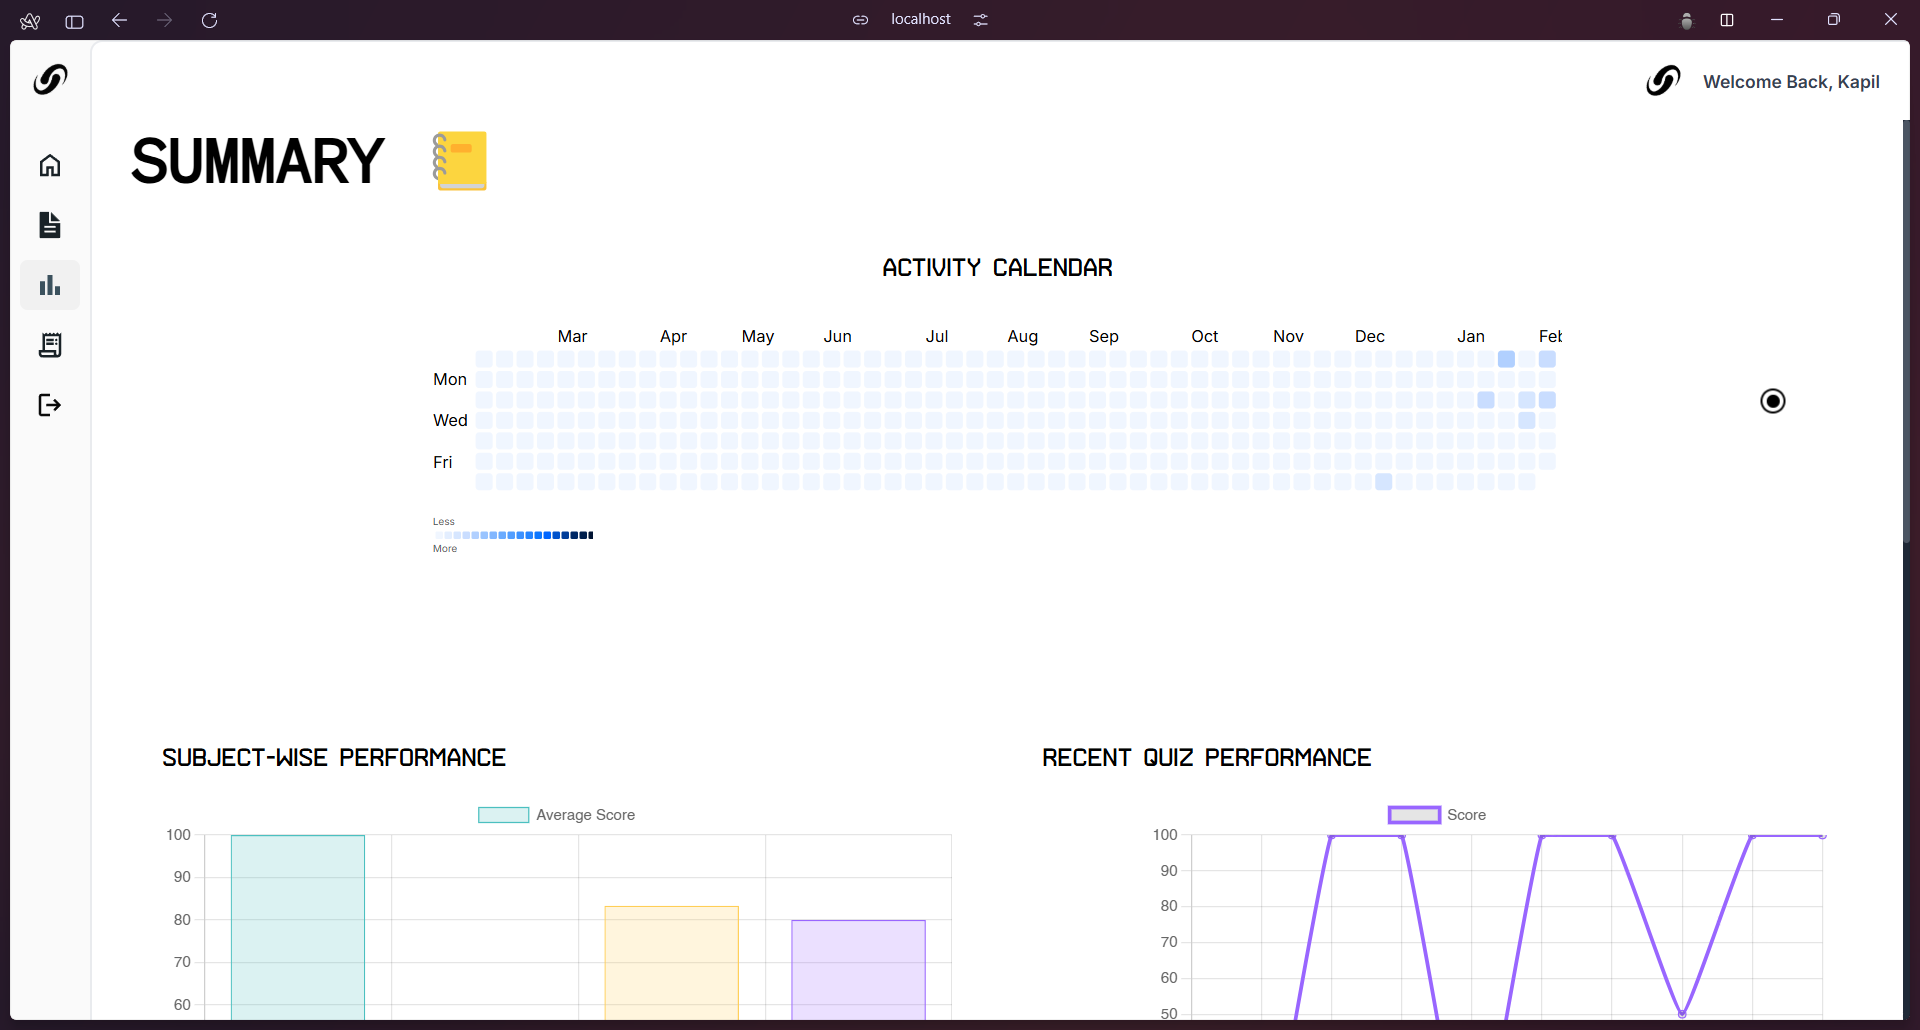 localhost
Welcome Back, Kapil
SUMMARY
ACTIVITY CALENDAR
Mar Apr May Jun Jul Aug Sep Oct Nov Dec Jan Feb
Mon
Wed
Fri
Less
More
SUBJECT-WISE PERFORMANCE
Average Score
100
90
80
70
60
RECENT QUIZ PERFORMANCE
Score
100
90
80
70
60
50